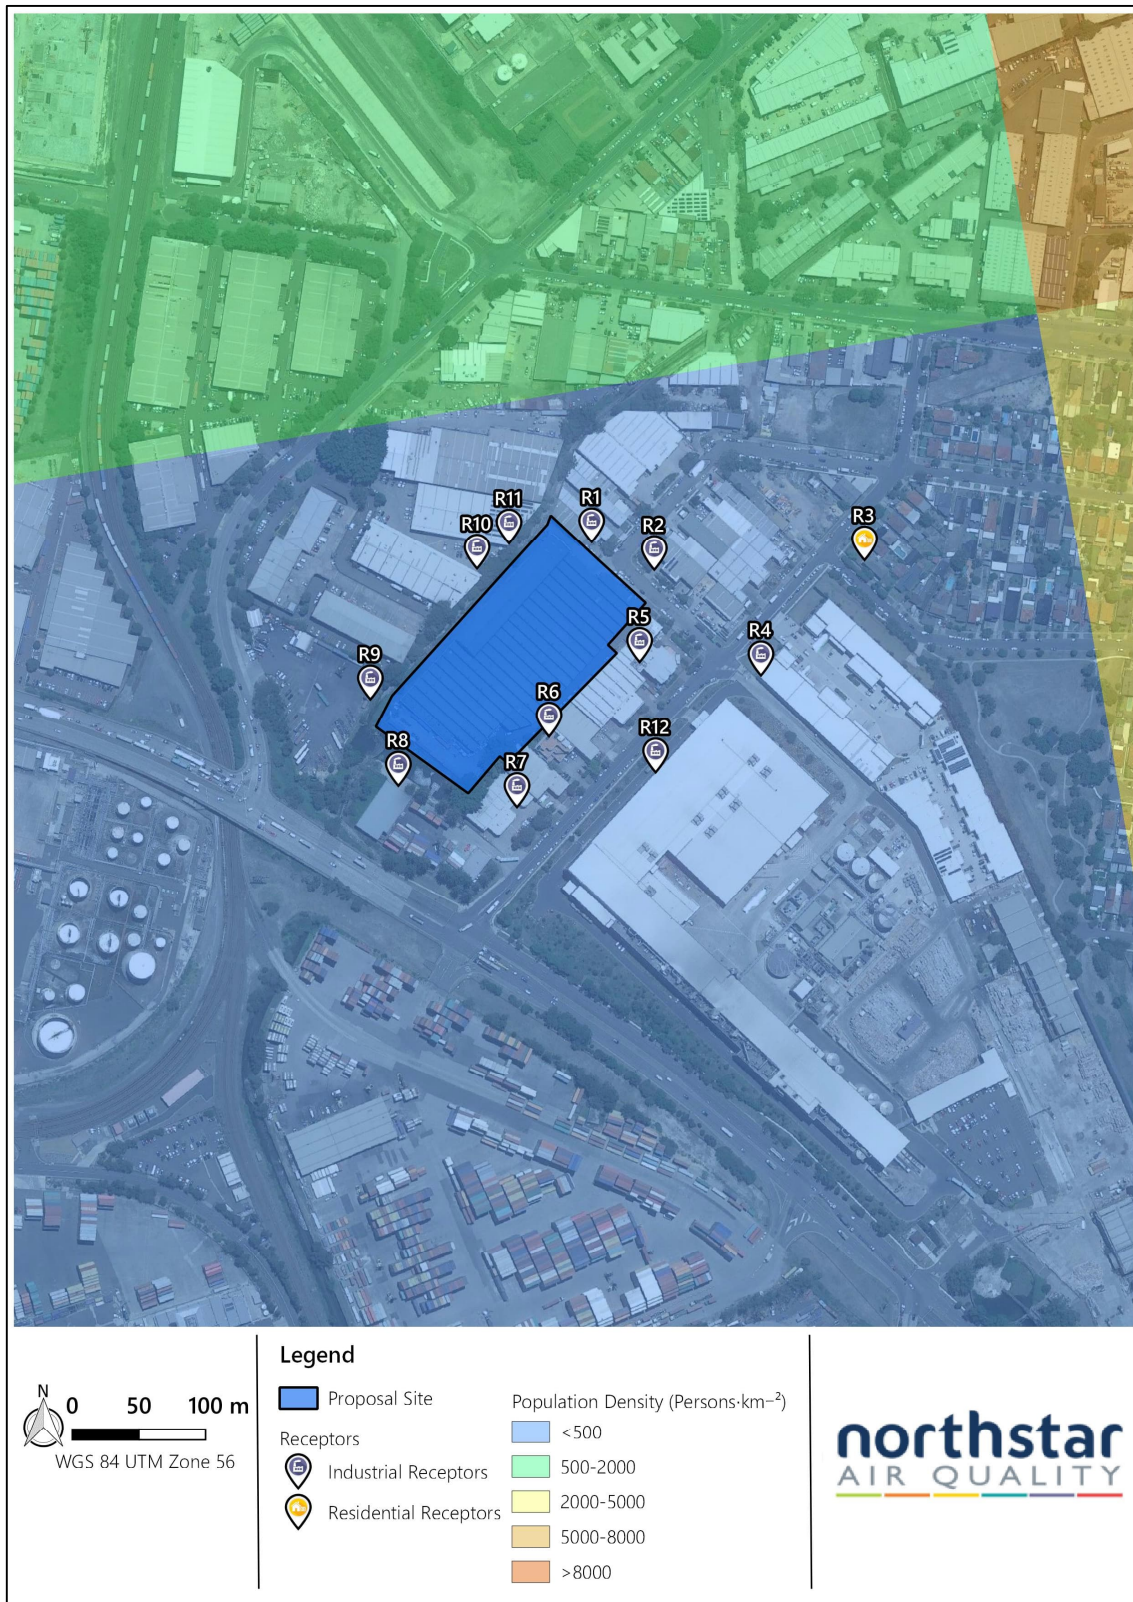 R11
R1
R10
R2
R3
R5
R4
R9
R6
R12
R8
R7
Legend
N
0 50 100 m
WGS 84 UTM Zone 56
Proposal Site
Receptors
Industrial Receptors
Residential Receptors
Population Density (Persons·km⁻²)
<500
500-2000
2000-5000
5000-8000
>8000
northstar
AIR QUALITY